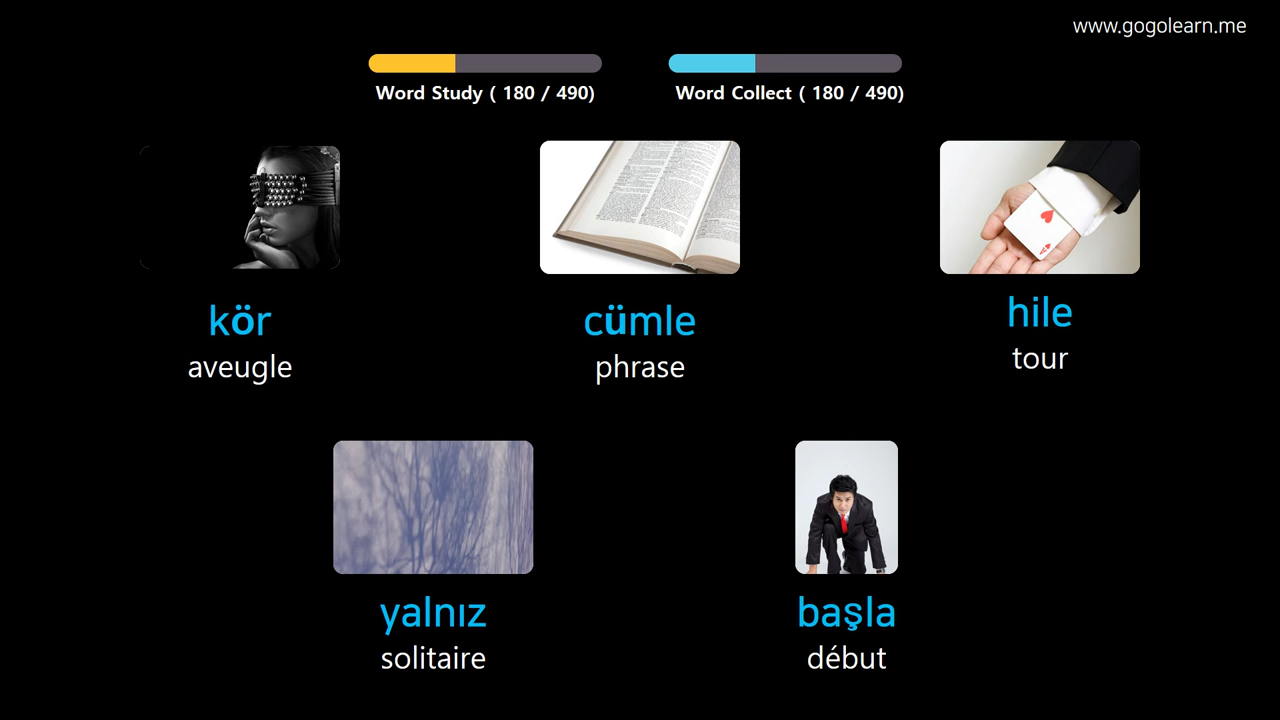 www.gogolearn.me
Word Study ( 180 / 490)
Word Collect ( 180 / 490)
kör
aveugle
cümle
phrase
hile
tour
yalnız
solitaire
başla
début